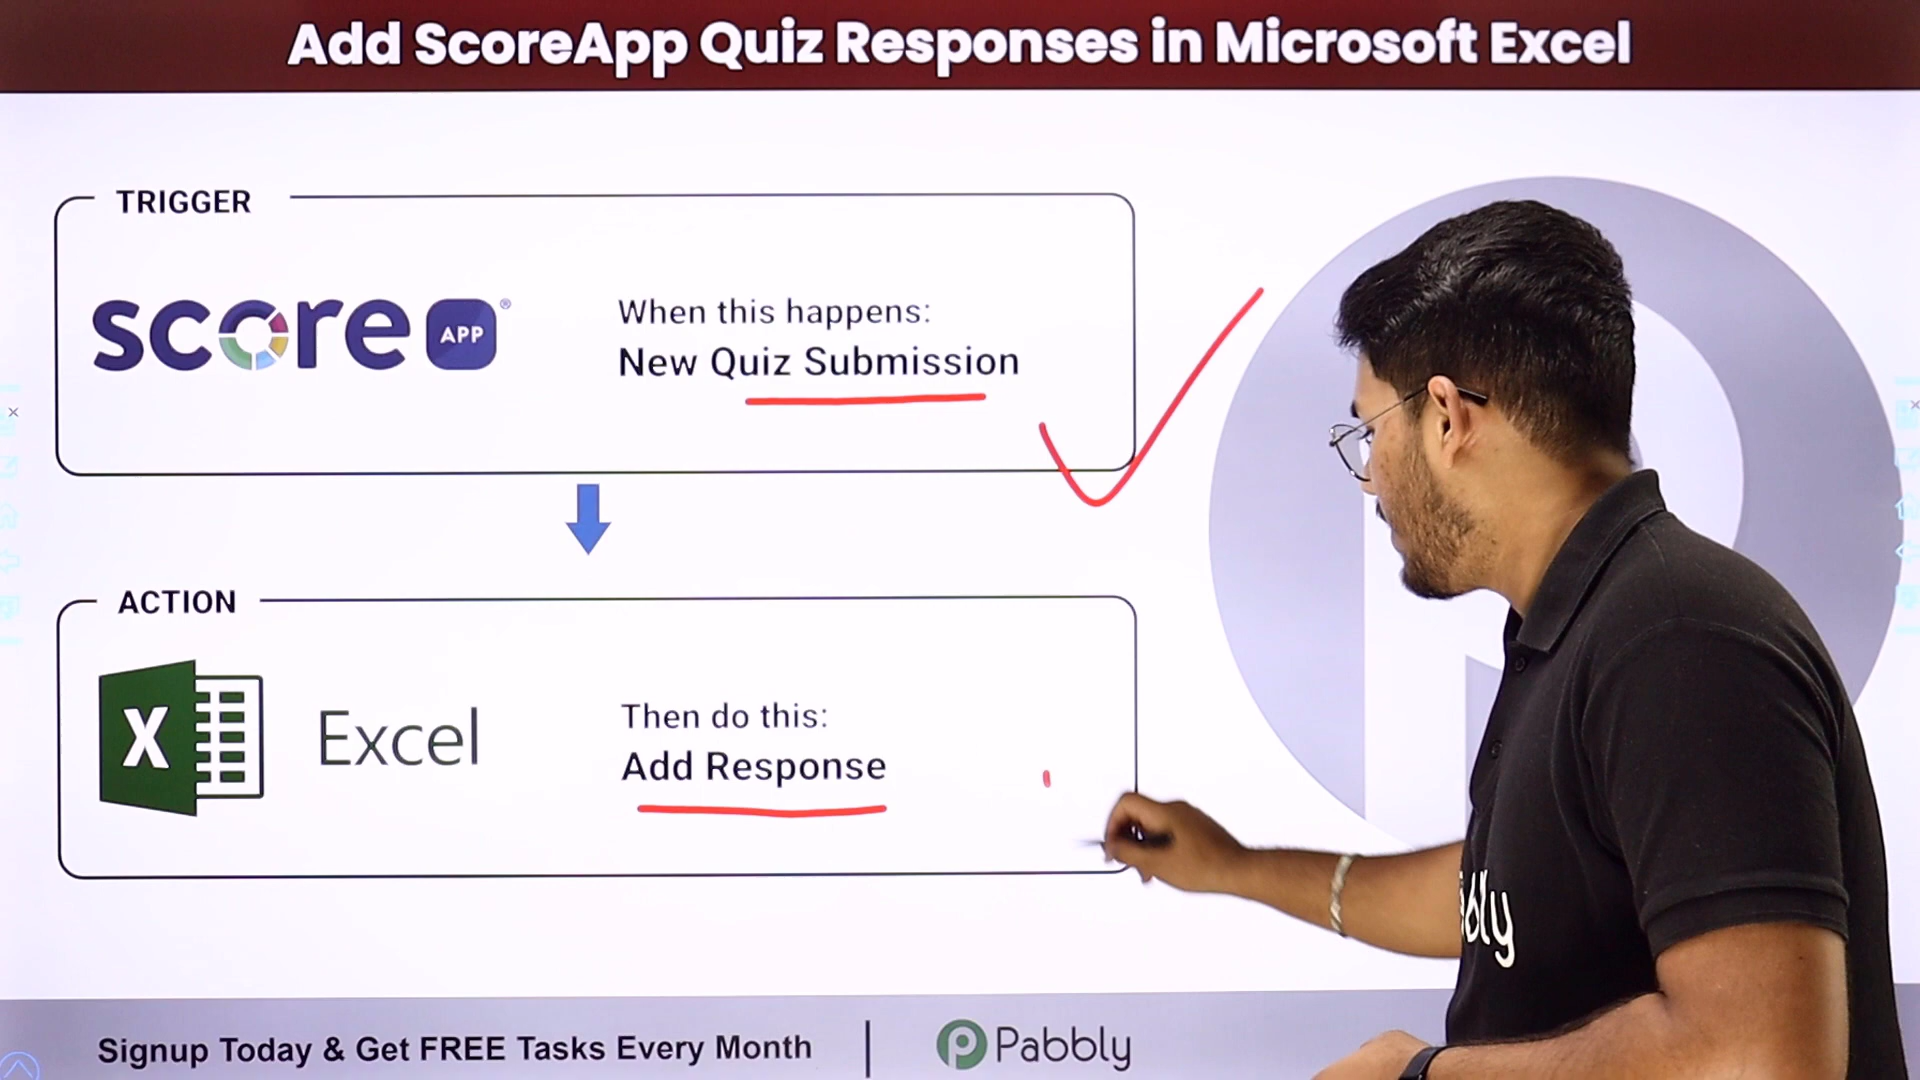 Add ScoreApp Quiz Responses in Microsoft Excel
TRIGGER
score APP ®
When this happens:
New Quiz Submission
ACTION
X Excel
Then do this:
Add Response
bly
Signup Today & Get FREE Tasks Every Month | Pabbly